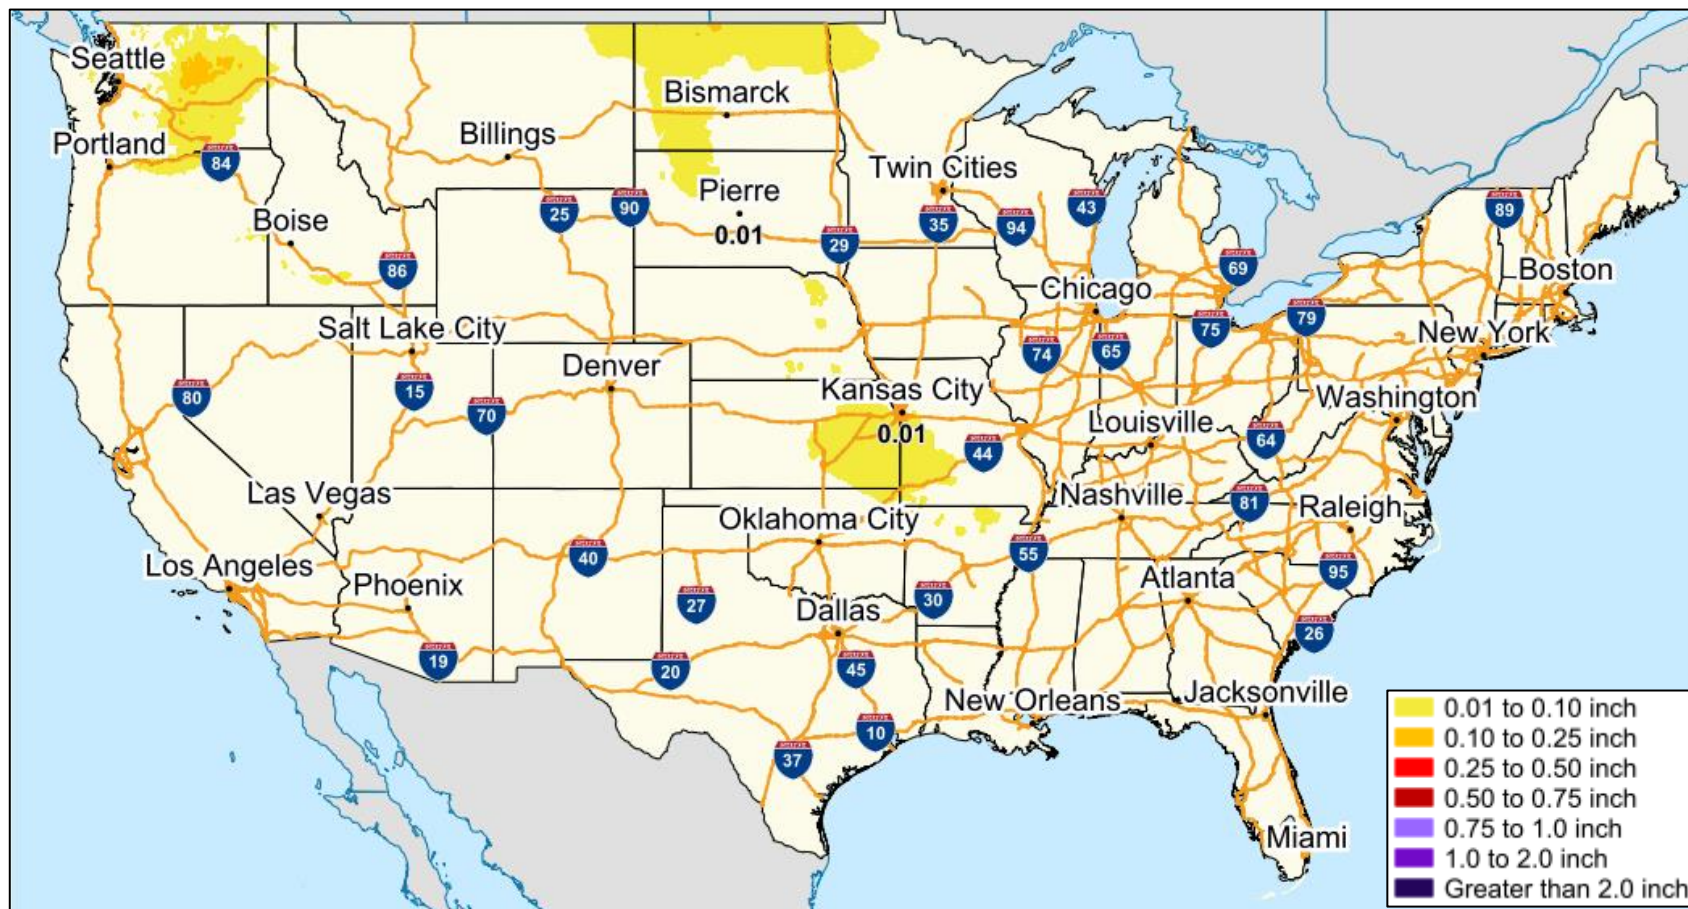 Seattle
Portland
84
Billings
Bismarck
Boise
86
25
90
Pierre
0.01
29
Twin Cities
35
94
43
69
89
Boston
Chicago
74
65
75
79
New York
Salt Lake City
80
15
70
Denver
Kansas City
0.01
44
Louisville
64
Washington
Las Vegas
Oklahoma City
Nashville
81
Raleigh
Los Angeles
Phoenix
40
27
Dallas
30
55
Atlanta
95
26
19
20
45
10
37
New Orleans
Jacksonville
Miami
0.01 to 0.10 inch
0.10 to 0.25 inch
0.25 to 0.50 inch
0.50 to 0.75 inch
0.75 to 1.0 inch
1.0 to 2.0 inch
Greater than 2.0 inch